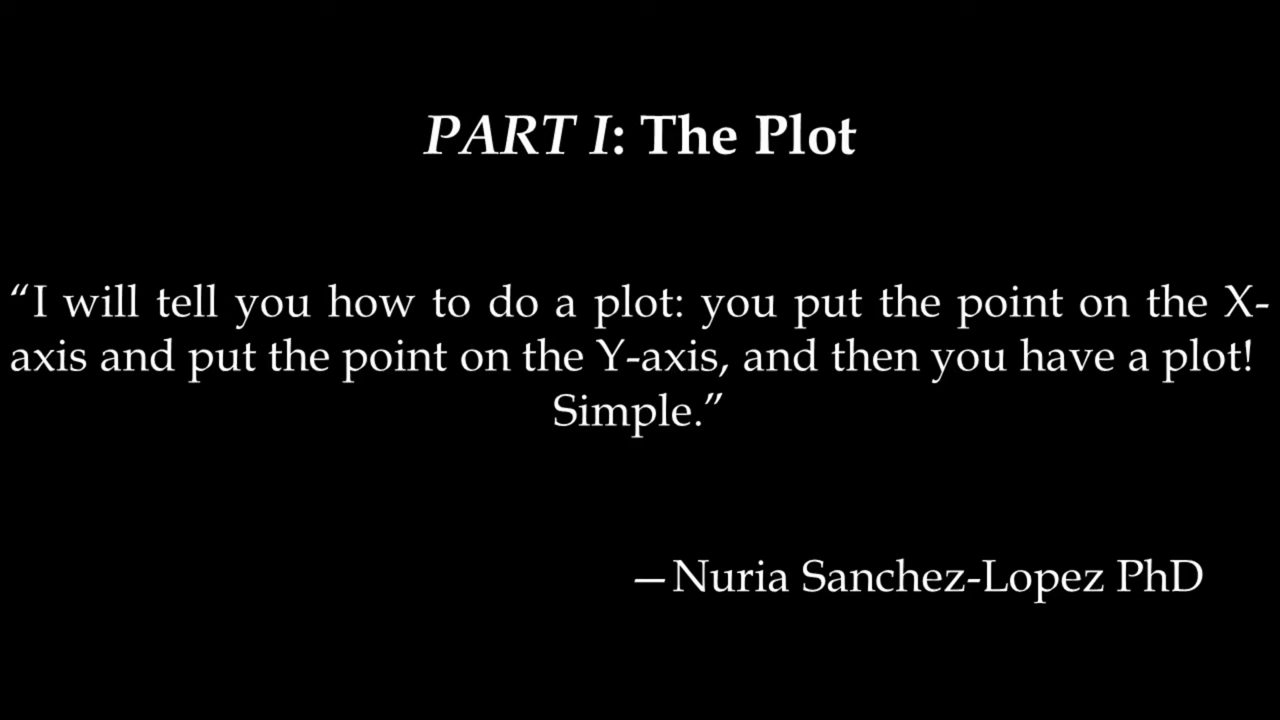 PART I: The Plot
“I will tell you how to do a plot: you put the point on the X-
axis and put the point on the Y-axis, and then you have a plot!
Simple.”
—Nuria Sanchez-Lopez PhD